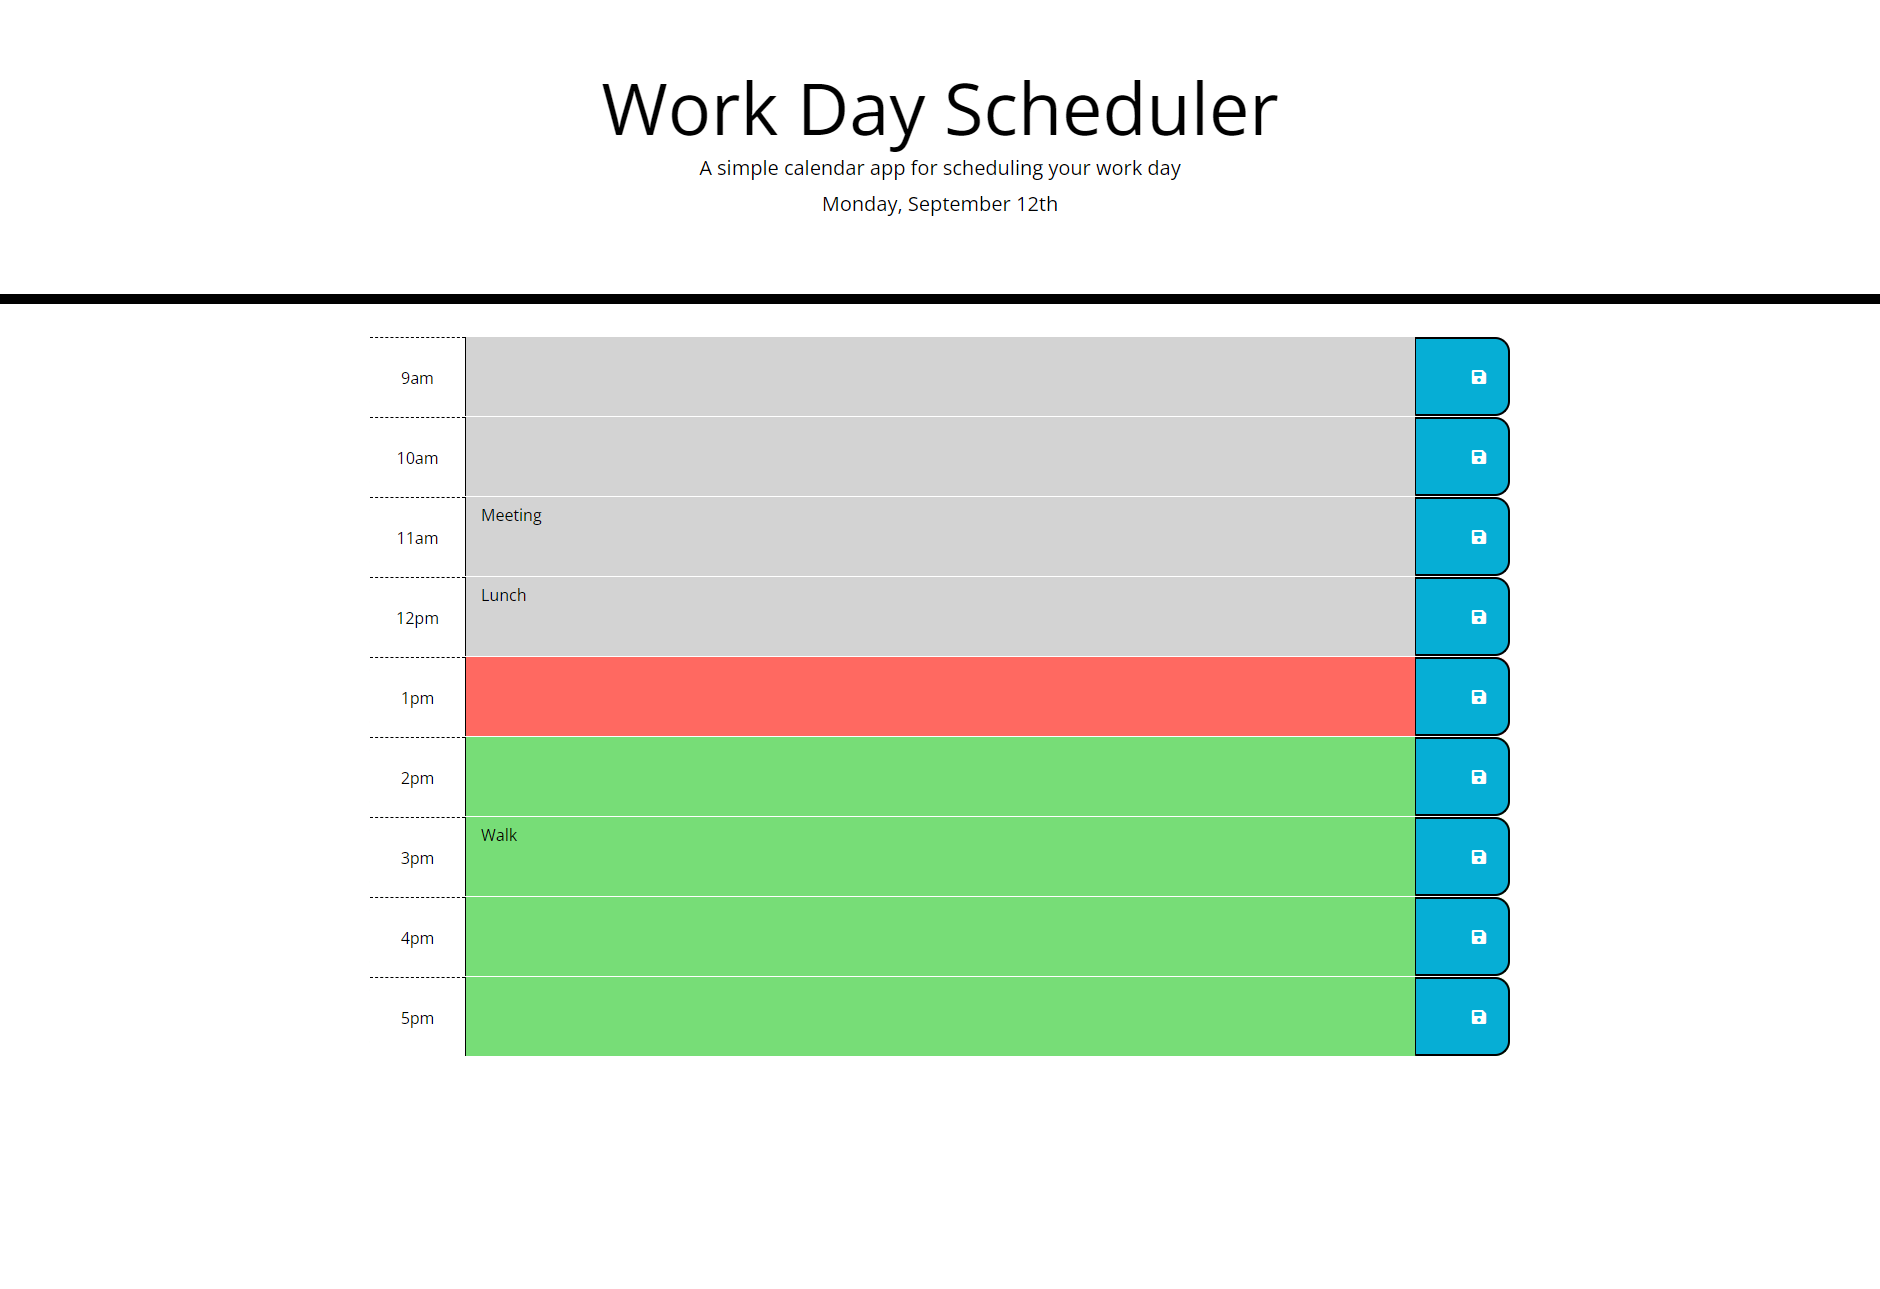 Work Day Scheduler
A simple calendar app for scheduling your work day
Monday, September 12th
9am
10am
11am Meeting
12pm Lunch
1pm
2pm
3pm Walk
4pm
5pm